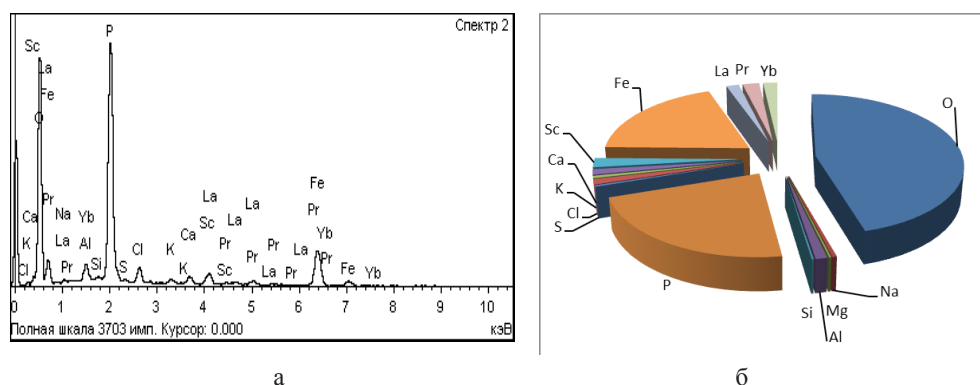 Спектр 2
P
Sc
La
Fe
O
Pr
Ca Na Yb
K La Al
Cl Pr Si S Cl K Ca K
La
Sc La La
Pr Pr Pr La
Sc La Pr
Fe
Pr
Yb
Pr
Fe Yb
0 1 2 3 4 5 6 7 8 9 10
Полная шкала 3703 имп. Курсор: 0.000 кэВ
а
La Pr Yb
Fe
O
Sc
Ca
K
Cl
S
P
Si Mg Na
Al
б